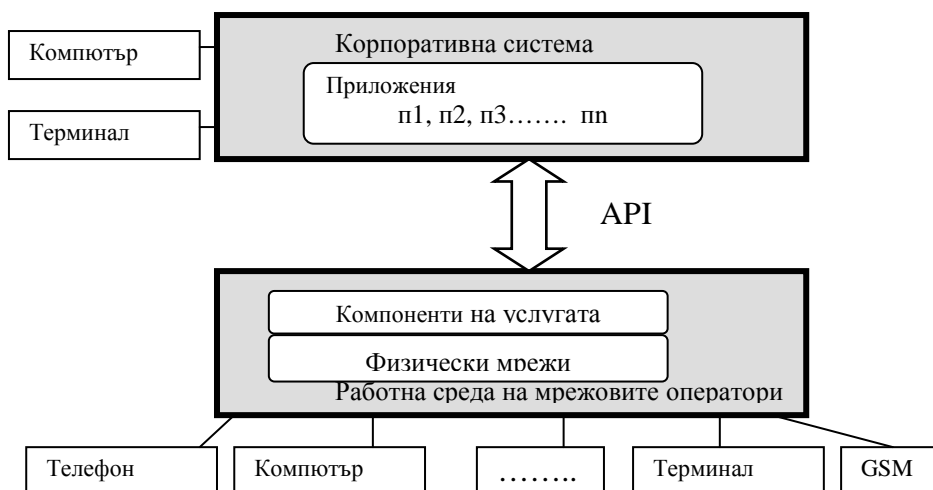 Корпоративна система
Компютър
Приложения
п1, п2, п3……. пn
Терминал
API
Компоненти на услугата
Физически мрежи
Работна среда на мрежовите оператори
Телефон
Компютър
……..
Терминал
GSM